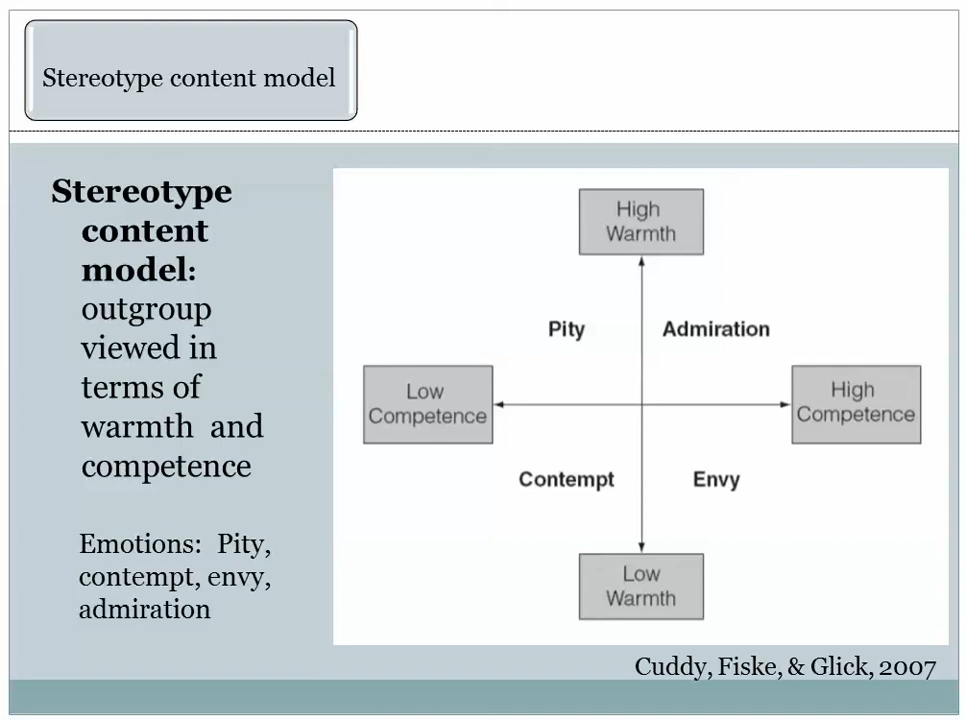 Stereotype content model
Stereotype
content
model:
outgroup
viewed in
terms of
warmth and
competence
Emotions: Pity,
contempt, envy,
admiration
High
Warmth
Pity
Admiration
Low
Competence
High
Competence
Contempt
Envy
Low
Warmth
Cuddy, Fiske, & Glick, 2007